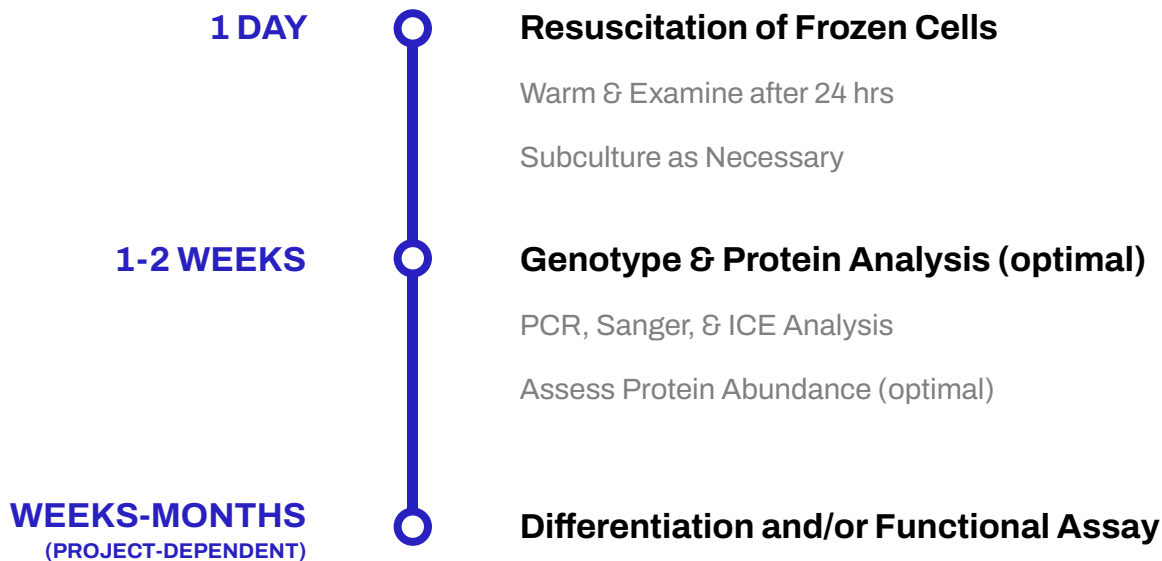 1 DAY
Resuscitation of Frozen Cells
Warm & Examine after 24 hrs
Subculture as Necessary
1-2 WEEKS
Genotype & Protein Analysis (optimal)
PCR, Sanger, & ICE Analysis
Assess Protein Abundance (optimal)
WEEKS-MONTHS
(PROJECT-DEPENDENT)
Differentiation and/or Functional Assay